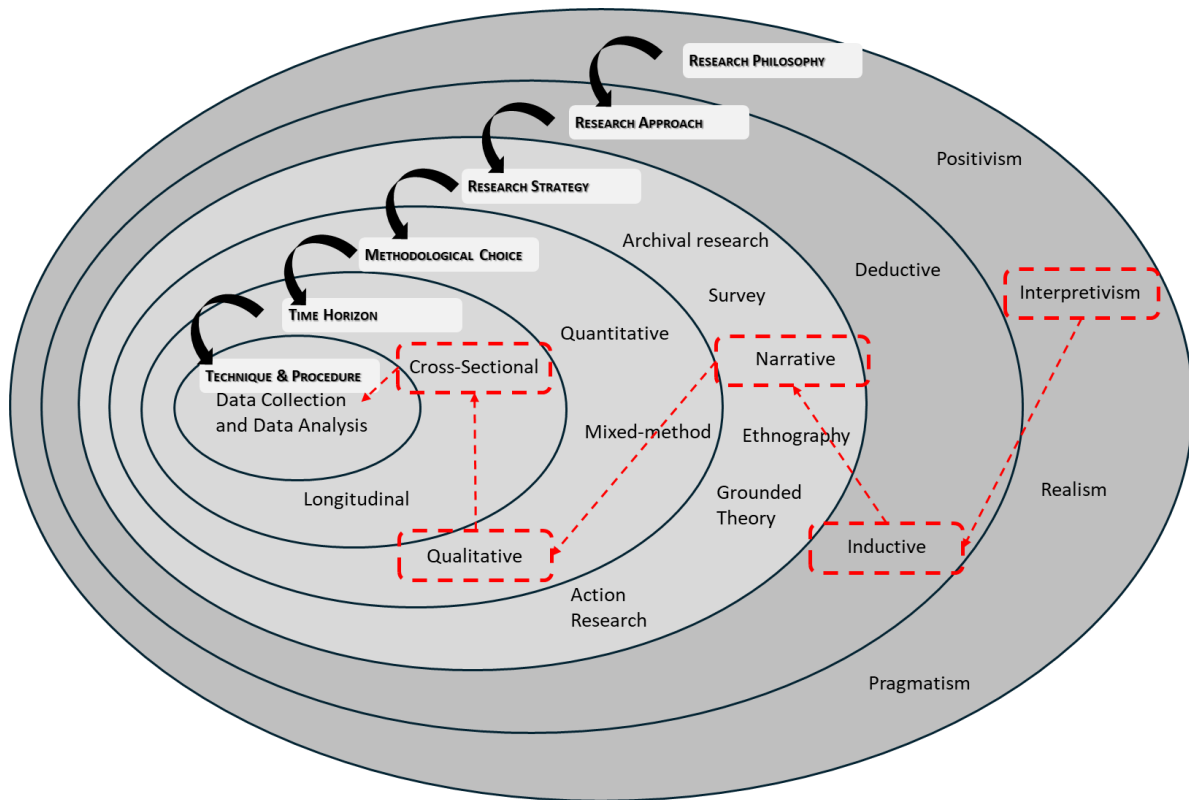 RESEARCH PHILOSOPHY
RESEARCH APPROACH
Positivism
RESEARCH STRATEGY
Archival research
METHODOLOGICAL CHOICE
Deductive
Survey
Interpretivism
TIME HORIZON
Quantitative
Narrative
Cross-Sectional
TECHNIQUE & PROCEDURE
Data Collection
and Data Analysis
Mixed-method
Ethnography
Realism
Longitudinal
Grounded
Theory
Inductive
Qualitative
Action
Research
Pragmatism